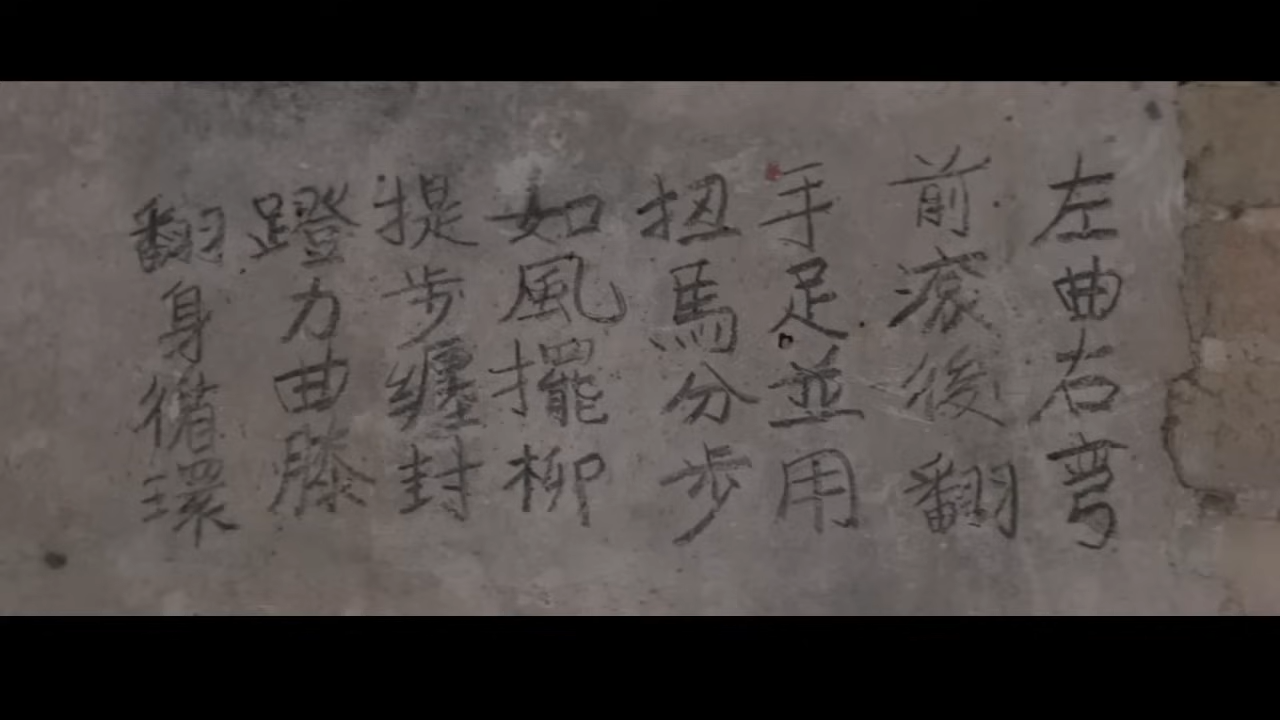 左曲右弯
前滚後翻
手足並用
扭馬分步
如風擺柳
提步纏封
蹬力曲膝
翻身循環